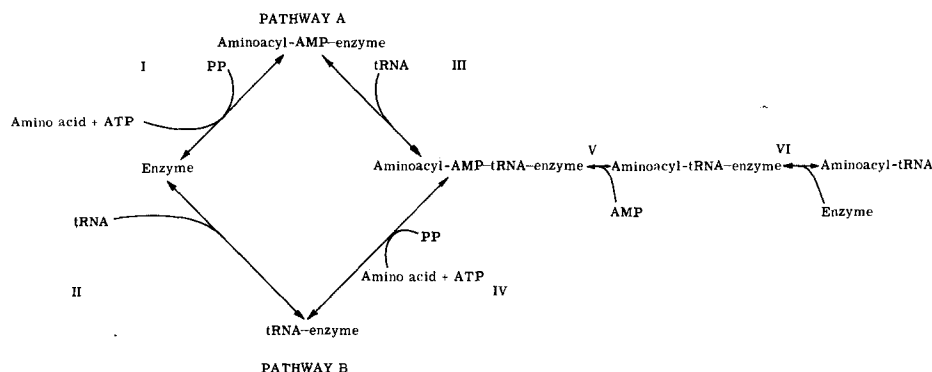 PATHWAY A
Aminoacyl-AMP-enzyme
I PP tRNA III
Amino acid + ATP
V VI
Enzyme Aminoacyl-AMP-tRNA-enzyme Aminoacyl-tRNA-enzyme Aminoacyl-tRNA
tRNA AMP Enzyme
PP
Amino acid + ATP
II IV
tRNA-enzyme
PATHWAY B